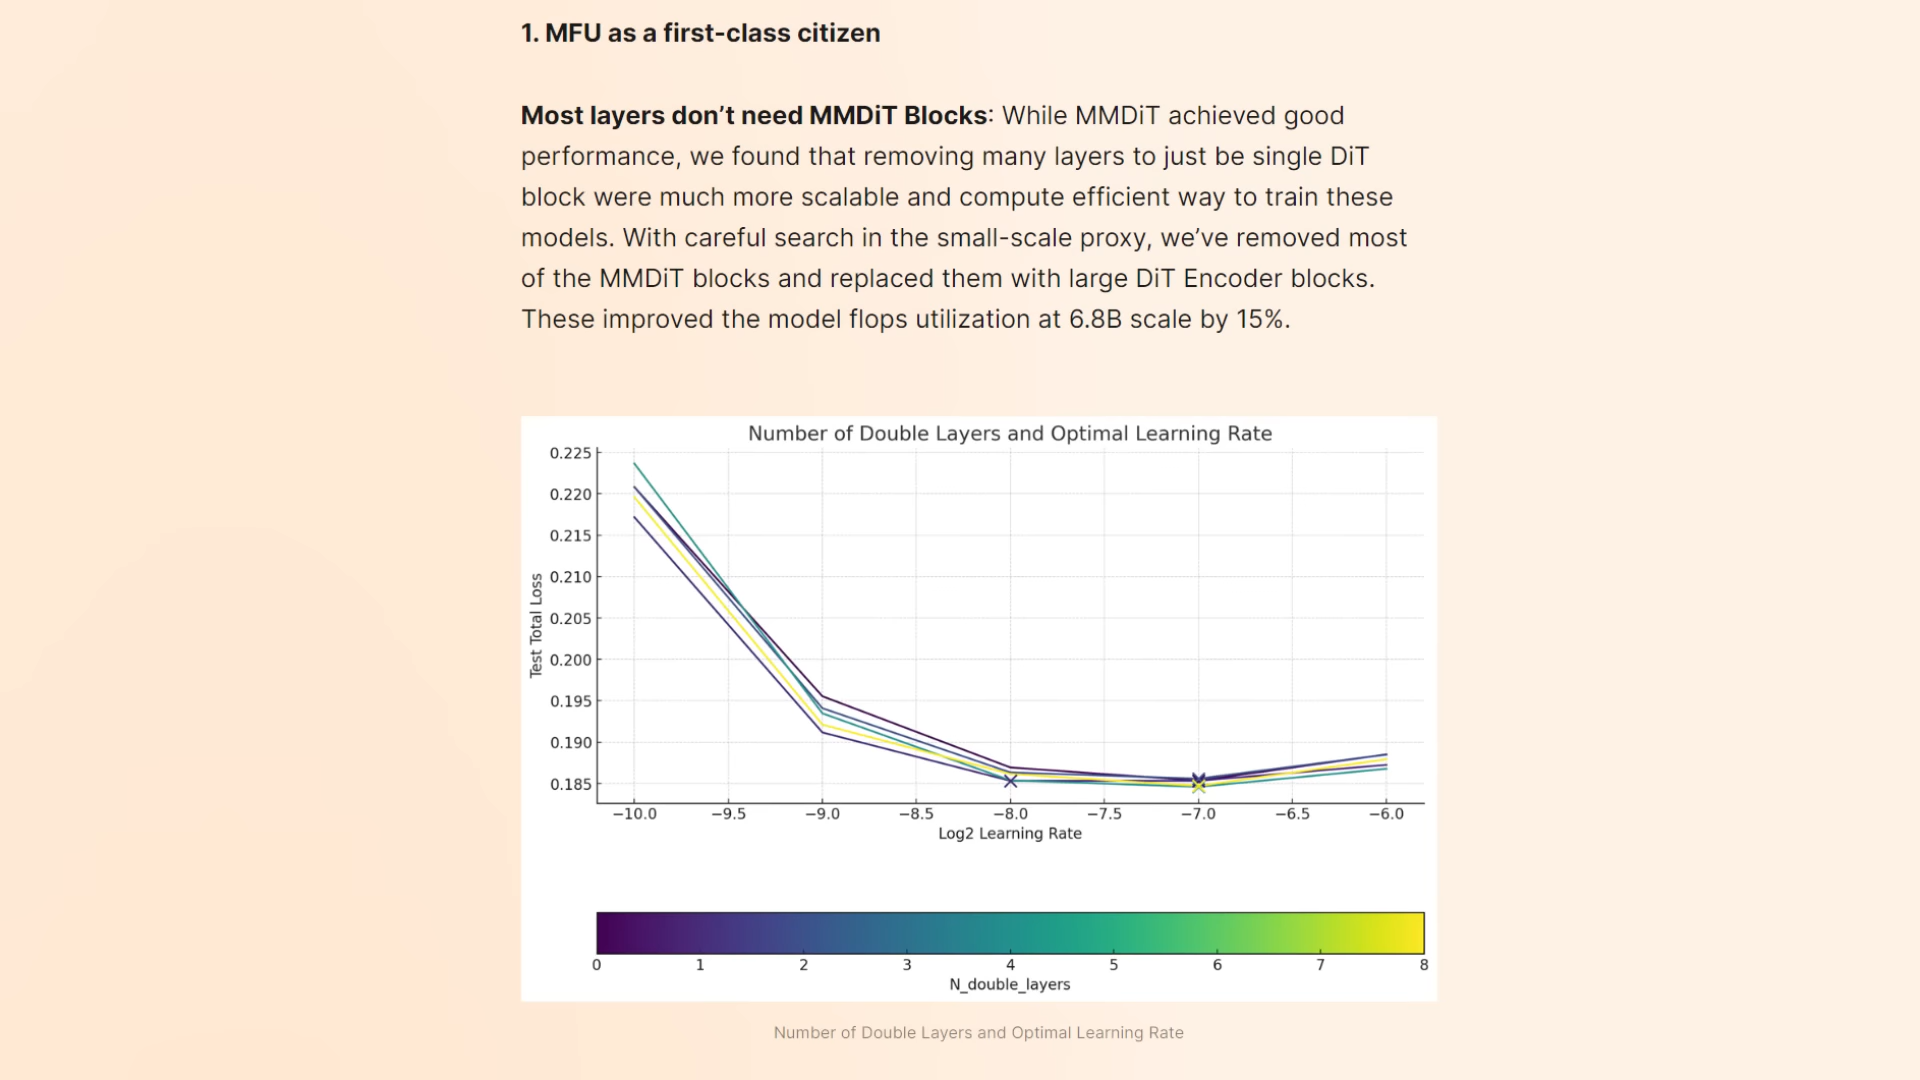 1. MFU as a first-class citizen
Most layers don’t need MMDiT Blocks: While MMDiT achieved good
performance, we found that removing many layers to just be single DiT
block were much more scalable and compute efficient way to train these
models. With careful search in the small-scale proxy, we’ve removed most
of the MMDiT blocks and replaced them with large DiT Encoder blocks.
These improved the model flops utilization at 6.8B scale by 15%.
Number of Double Layers and Optimal Learning Rate
0.225
0.220
0.215
0.210
0.205
0.200
0.195
0.190
0.185
Test Total Loss
−10.0 −9.5 −9.0 −8.5 −8.0 −7.5 −7.0 −6.5 −6.0
Log2 Learning Rate
0 1 2 3 4 5 6 7 8
N_double_layers
Number of Double Layers and Optimal Learning Rate